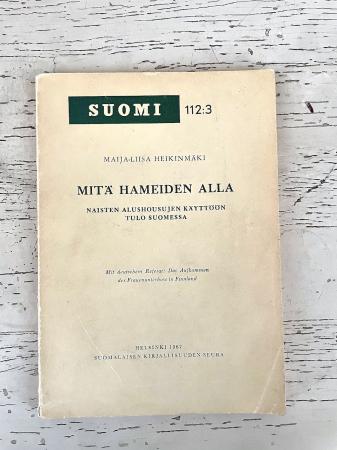 SUOMI 112:3
MAIJA-LIISA HEIKINMÄKI
MITÄ HAMEIDEN ALLA
NAISTEN ALUSHOUSUJEN KÄYTTÖÖN
TULO SUOMESSA
Mit deutschem Referat: Das Aufkommen
der Frauenunterhose in Finnland
HELSINKI 1967
SUOMALAISEN KIRJALLISUUDEN SEURA